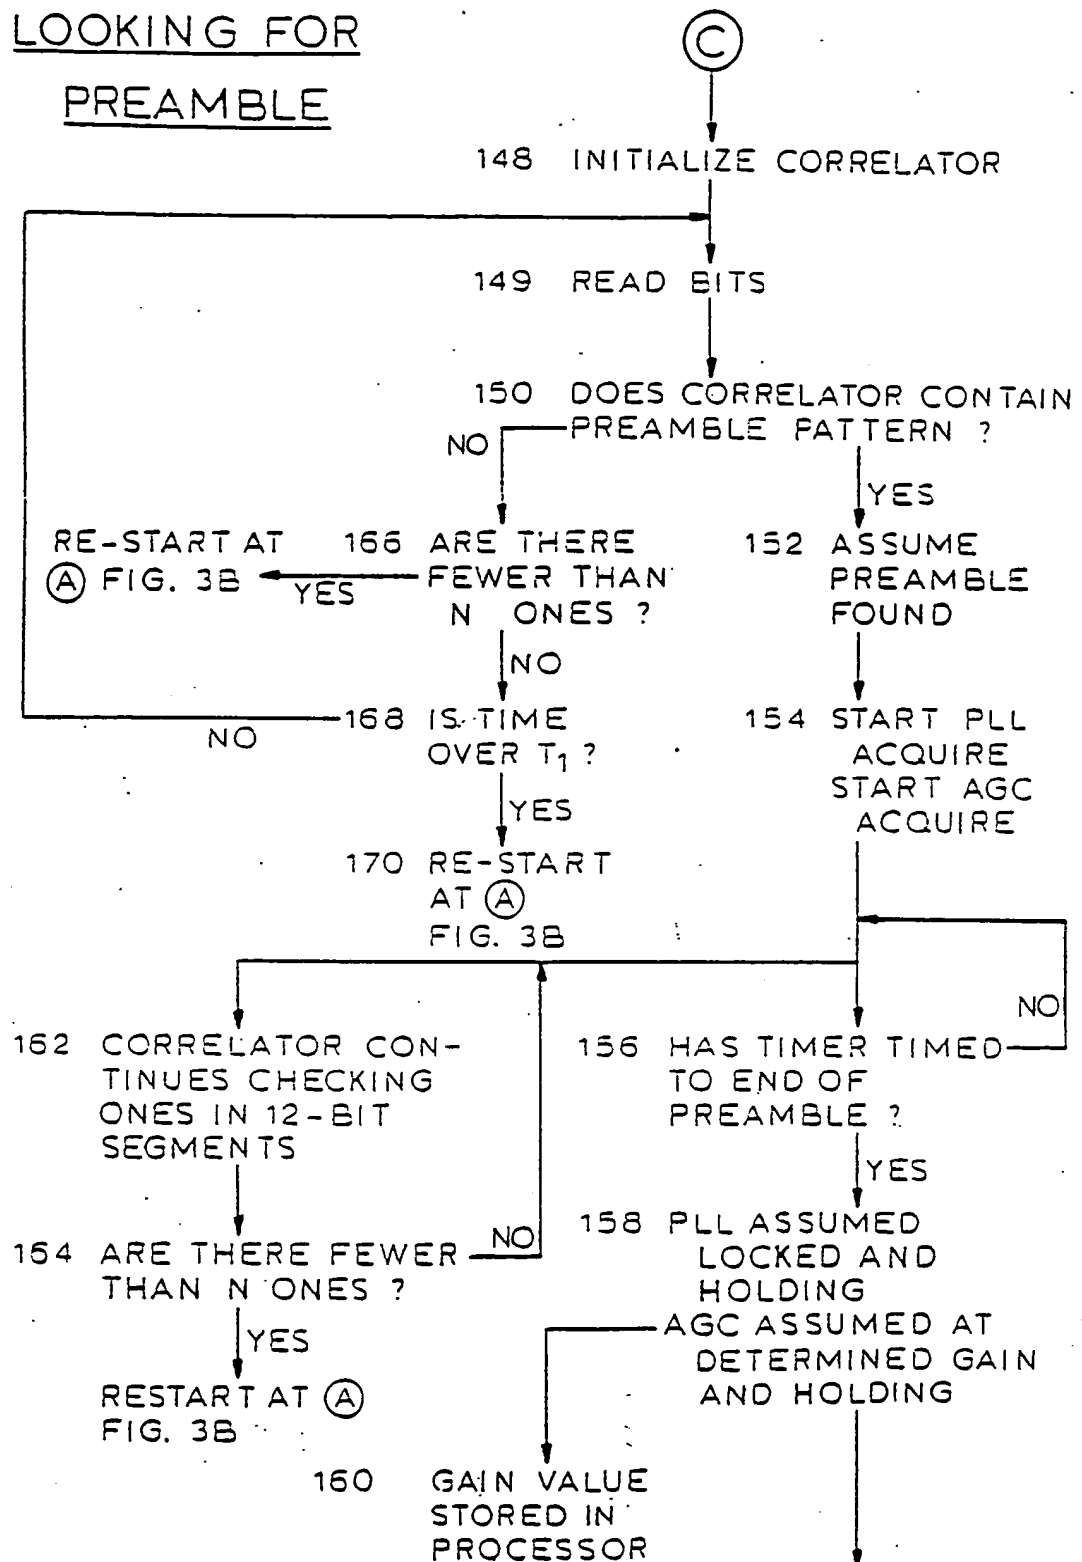 LOOKING FOR
PREAMBLE
C
148 INITIALIZE CORRELATOR
149 READ BITS
150 DOES CORRELATOR CONTAIN
PREAMBLE PATTERN ?
NO
YES
RE-START AT
A FIG. 3B
YES
166 ARE THERE
FEWER THAN
N ONES ?
152 ASSUME
PREAMBLE
FOUND
NO
NO
168 IS TIME
OVER T1 ?
154 START PLL
ACQUIRE
START AGC
ACQUIRE
YES
170 RE-START
AT A
FIG. 3B
NO
162 CORRELATOR CON-
TINUES CHECKING
ONES IN 12-BIT
SEGMENTS
156 HAS TIMER TIMED
TO END OF
PREAMBLE ?
YES
164 ARE THERE FEWER
THAN N ONES ?
NO
158 PLL ASSUMED
LOCKED AND
HOLDING
AGC ASSUMED AT
DETERMINED GAIN
AND HOLDING
YES
RESTART AT A
FIG. 3B
160 GAIN VALUE
STORED IN
PROCESSOR